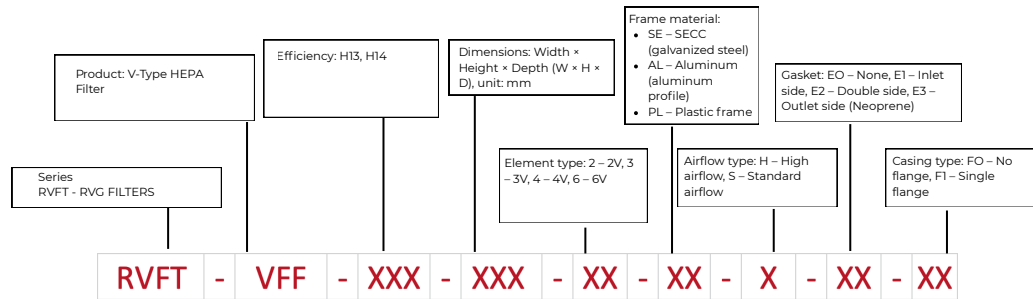 Product: V-Type HEPA
Filter
Efficiency: H13, H14
Dimensions: Width ×
Height × Depth (W × H ×
D), unit: mm
Frame material:
• SE – SECC
(galvanized steel)
• AL – Aluminum
(aluminum
profile)
• PL – Plastic frame
Gasket: EO – None, E1 – Inlet
side, E2 – Double side, E3 –
Outlet side (Neoprene)
Series
RVFT - RVG FILTERS
Element type: 2 – 2V, 3
– 3V, 4 – 4V, 6 – 6V
Airflow type: H – High
airflow, S – Standard
airflow
Casing type: FO – No
flange, F1 – Single
flange
RVFT - VFF - XXX - XXX - XX - XX - X - XX - XX